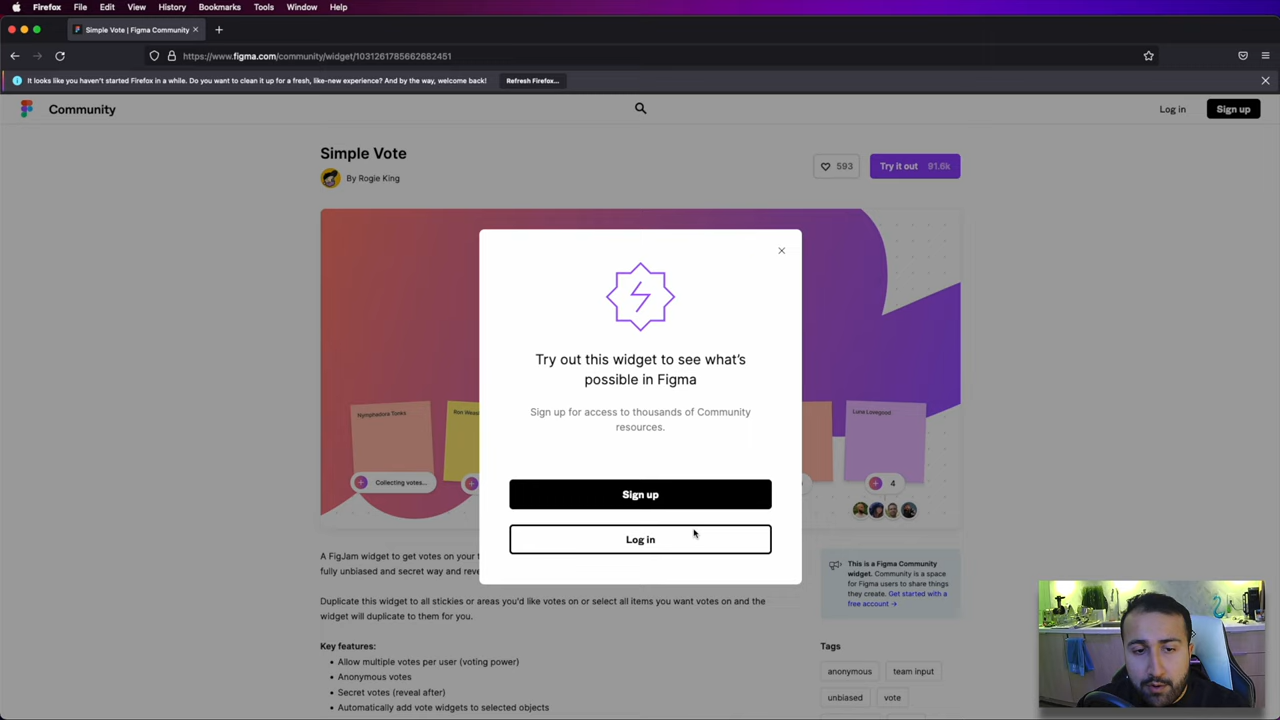 Firefox File Edit View History Bookmarks Tools Window Help
Simple Vote | Figma Community
https://www.figma.com/community/widget/1031261785662682451
It looks like you haven't started Firefox in a while. Do you want to clean it up for a fresh, like-new experience? And by the way, welcome back! Refresh Firefox...
Community
Log in Sign up
Simple Vote
By Rogie King
593 Try it out 91.6k
Try out this widget to see what's
possible in Figma
Sign up for access to thousands of Community
resources.
Sign up
Log in
Nymphedora Tonks
Ron
Luna Lovegood
Collecting votes...
4
A FigJam widget to get votes on your
fully unbiased and secret way and
Duplicate this widget to all stickies or areas you'd like votes on or select all items you want votes on and the
widget will duplicate to them for you.
Key features:
• Allow multiple votes per user (voting power)
• Anonymous votes
• Secret votes (reveal after)
• Automatically add vote widgets to selected objects
This is a Figma Community
widget. Community is a space
for Figma users to share things
they create. Get started with a
free account →
Tags
anonymous team input
unbiased vote